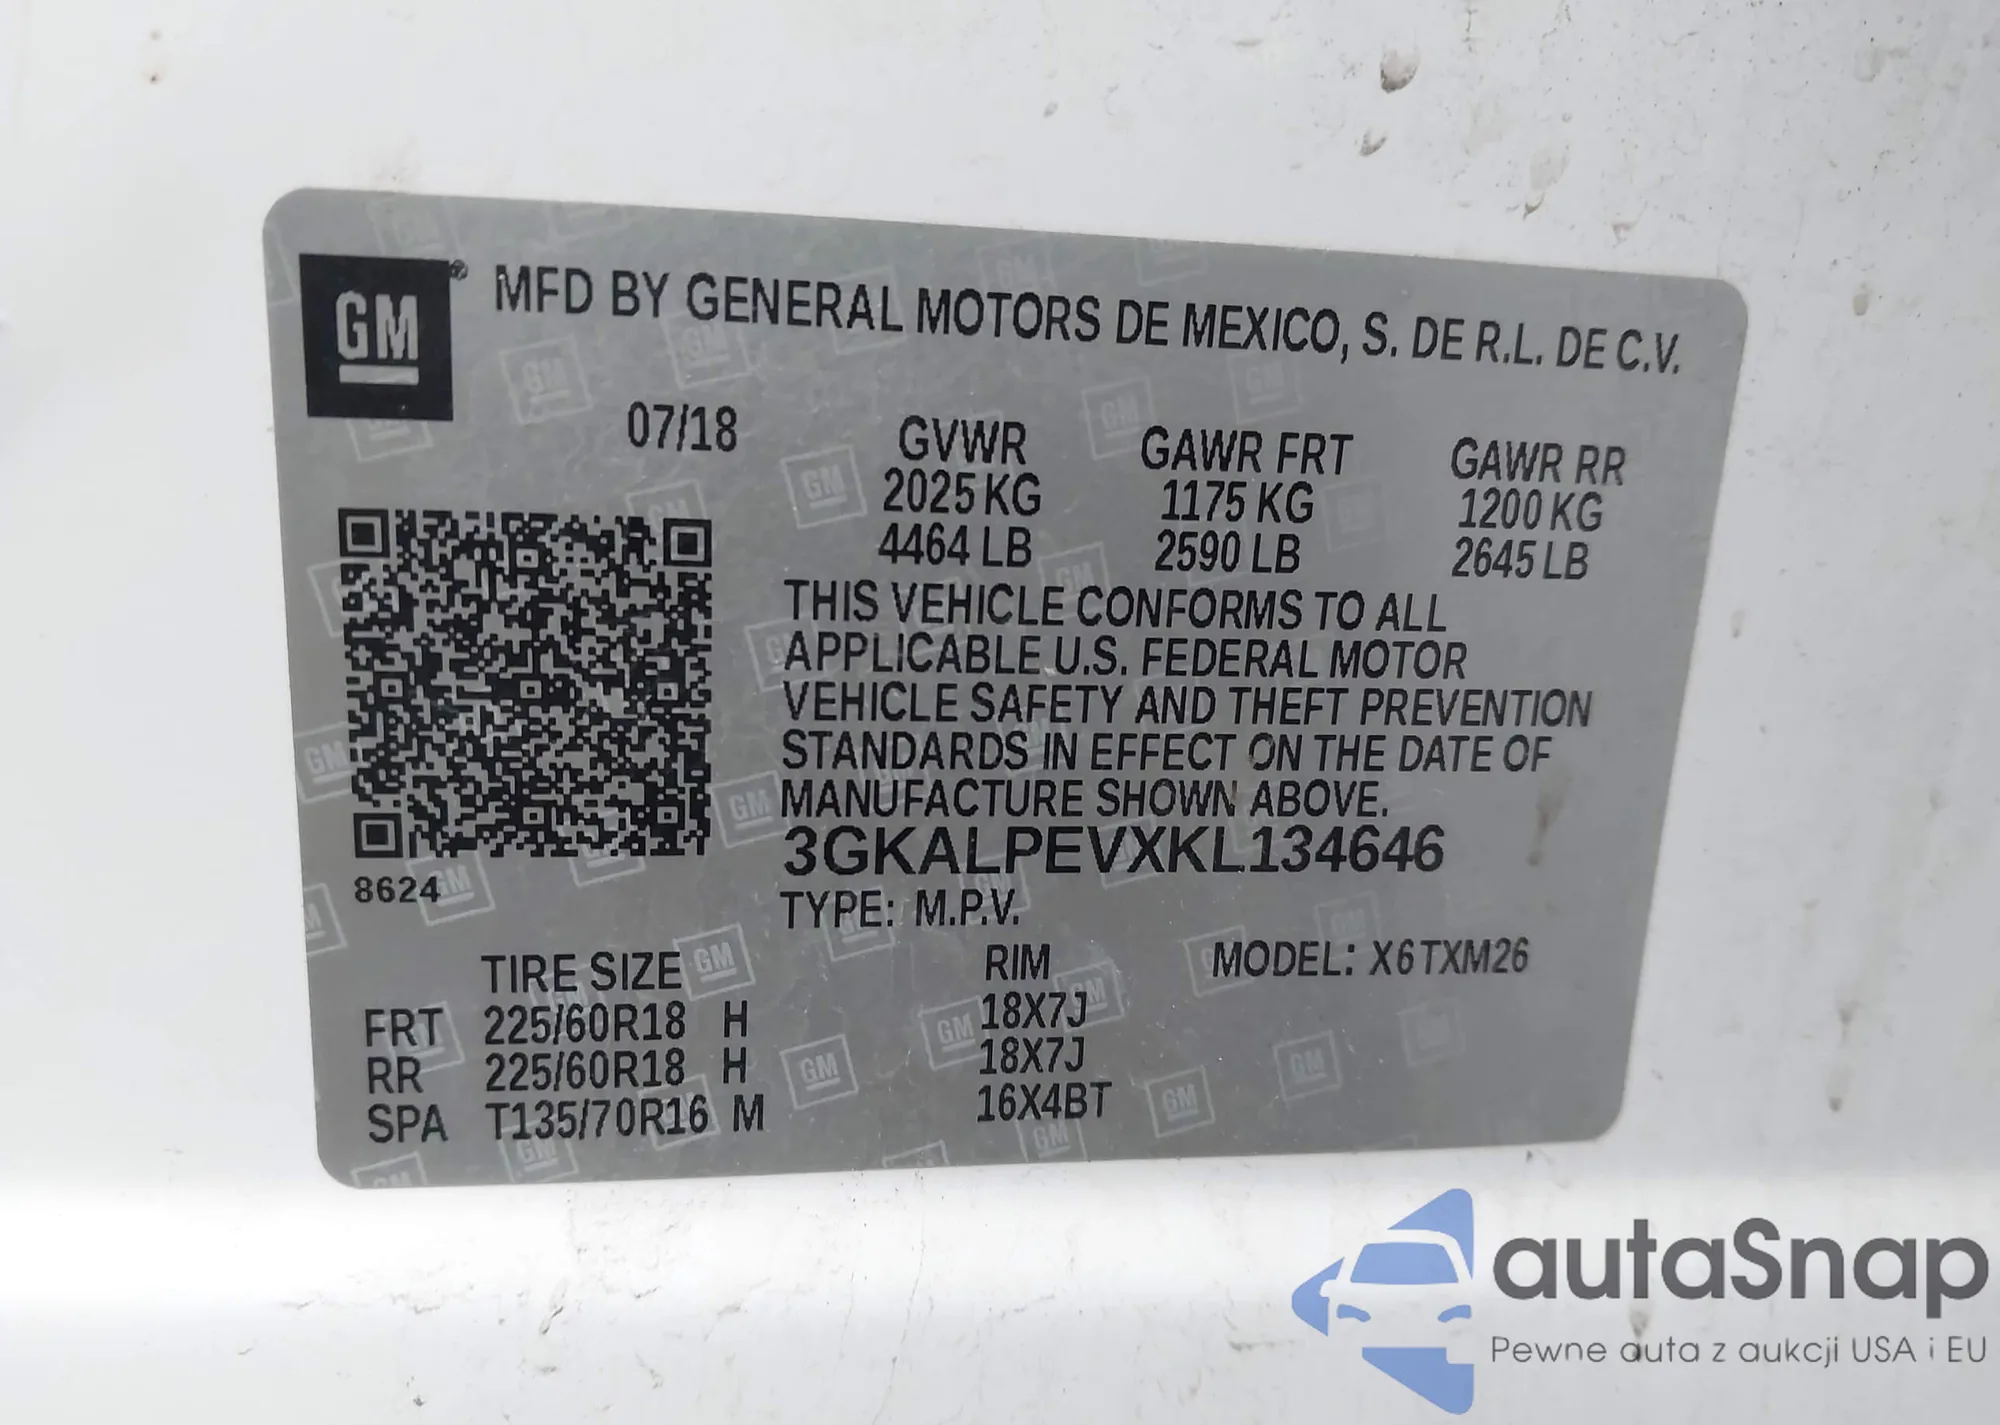 GM®
MFD BY GENERAL MOTORS DE MEXICO, S. DE R.L. DE C.V.
07/18
GVWR GAWR FRT GAWR RR
2025 KG 1175 KG 1200 KG
4464 LB 2590 LB 2645 LB
THIS VEHICLE CONFORMS TO ALL
APPLICABLE U.S. FEDERAL MOTOR
VEHICLE SAFETY AND THEFT PREVENTION
STANDARDS IN EFFECT ON THE DATE OF
MANUFACTURE SHOWN ABOVE.
3GKALPEVXKL134646
8624
TYPE: M.P.V.
TIRE SIZE RIM MODEL: X6TXM26
FRT 225/60R18 H 18X7J
RR 225/60R18 H 18X7J
SPA T135/70R16 M 16X4BT
autaSnap
Pewne auta z aukcji USA i EU